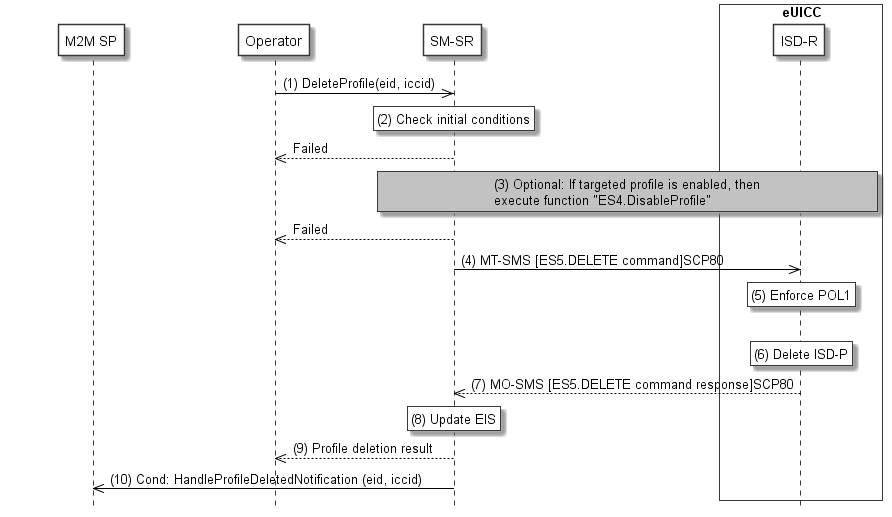 eUICC
M2M SP
Operator
SM-SR
ISD-R
(1) DeleteProfile(eid, iccid)
(2) Check initial conditions
Failed
(3) Optional: If targeted profile is enabled, then
execute function "ES4.DisableProfile"
Failed
(4) MT-SMS [ES5.DELETE command]SCP80
(5) Enforce POL1
(6) Delete ISD-P
(7) MO-SMS [ES5.DELETE command response]SCP80
(8) Update EIS
(9) Profile deletion result
(10) Cond: HandleProfileDeletedNotification (eid, iccid)